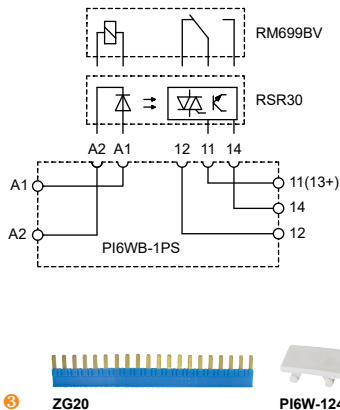 RM699BV
RSR30
A2 A1 12 11 14
A1 11(13+)
14
A2 12
PI6WB-1PS
3 ZG20 PI6W-124